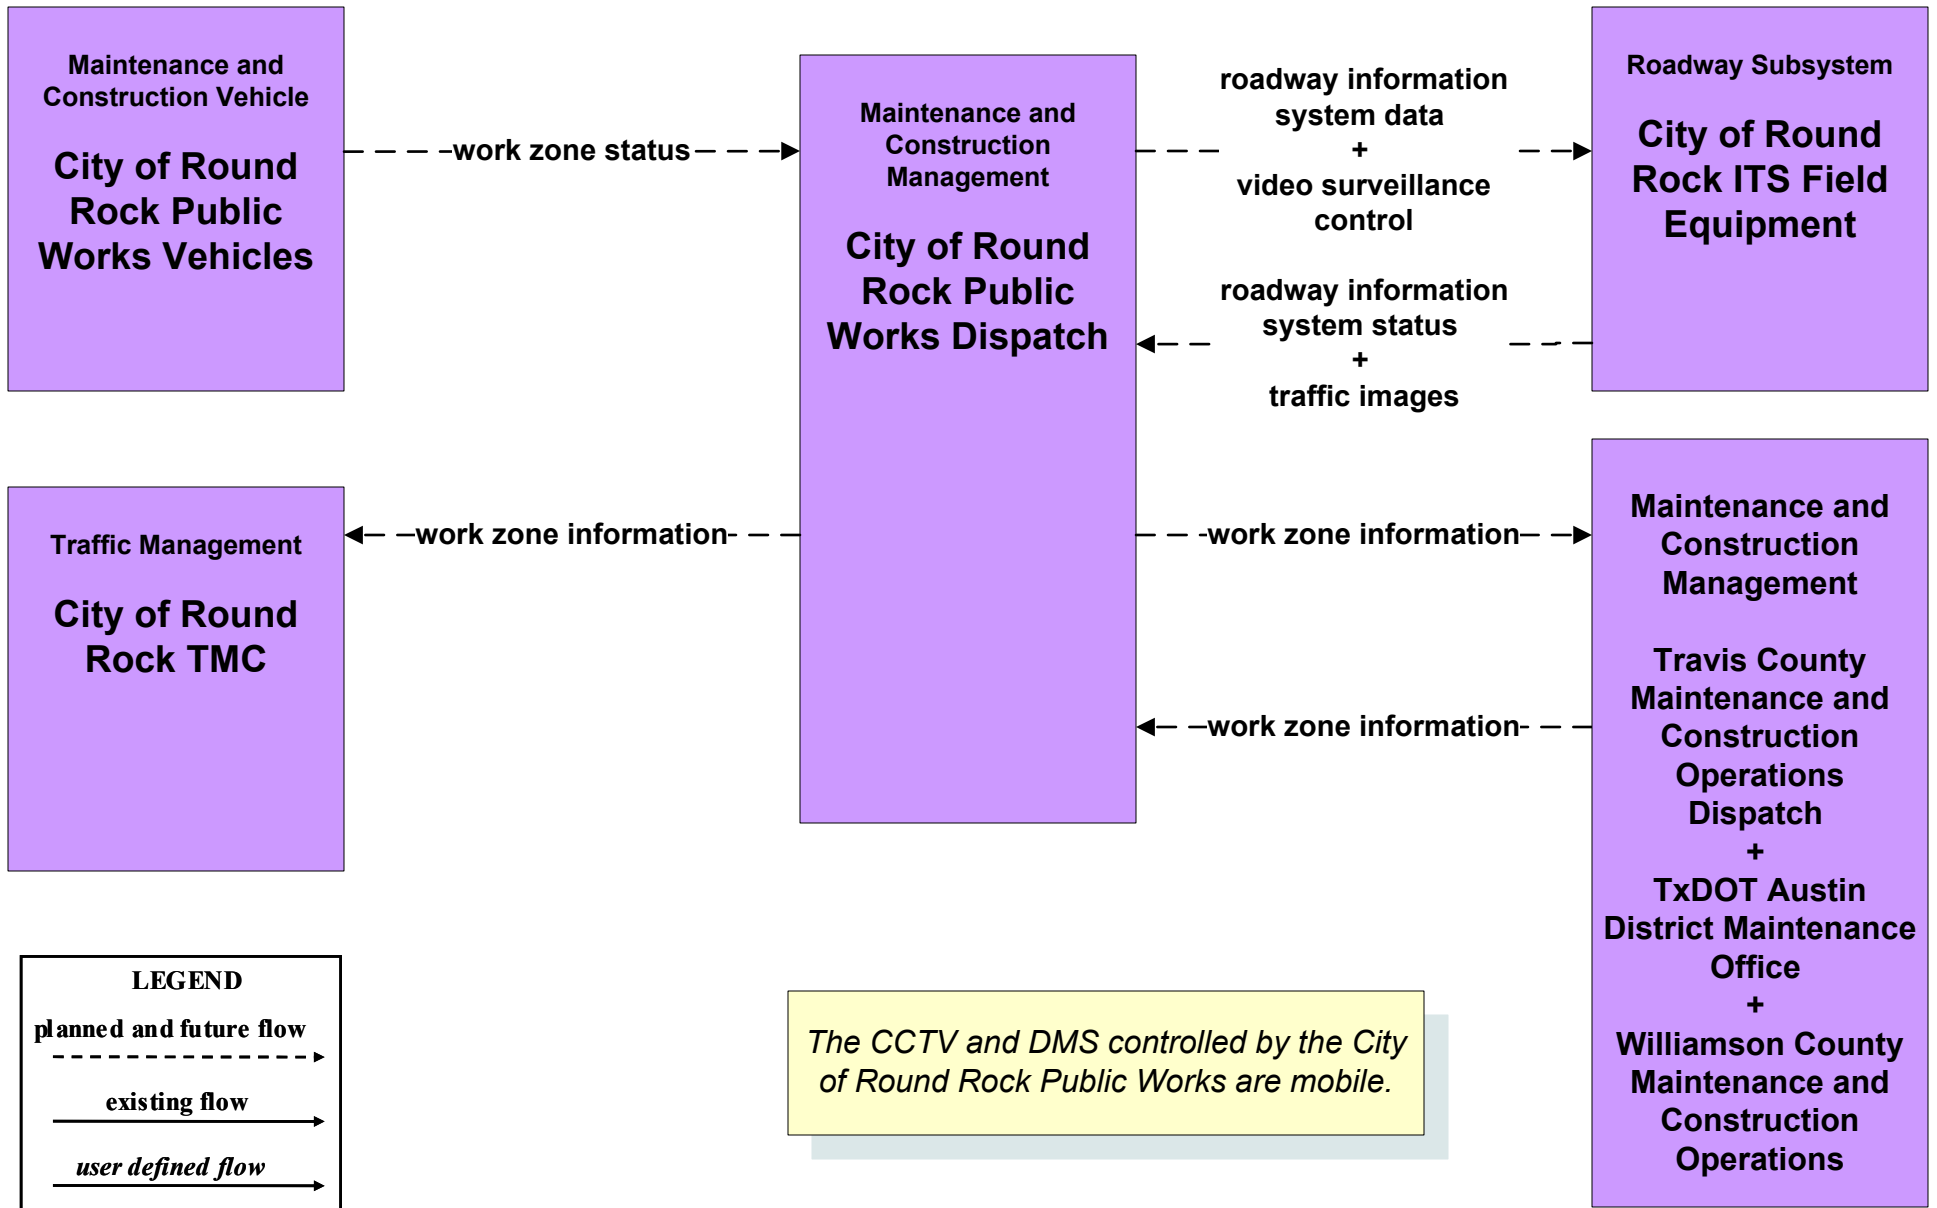 Maintenance and
Construction Vehicle
City of Round
Rock Public
Works Vehicles
work zone status
Maintenance and
Construction
Management
City of Round
Rock Public
Works Dispatch
roadway information
system data
+
video surveillance
control
roadway information
system status
+
traffic images
Roadway Subsystem
City of Round
Rock ITS Field
Equipment
Traffic Management
City of Round
Rock TMC
work zone information
work zone information
work zone information
Maintenance and
Construction
Management
Travis County
Maintenance and
Construction
Operations
Dispatch
+
TxDOT Austin
District Maintenance
Office
+
Williamson County
Maintenance and
Construction
Operations
LEGEND
planned and future flow
existing flow
user defined flow
The CCTV and DMS controlled by the City
of Round Rock Public Works are mobile.